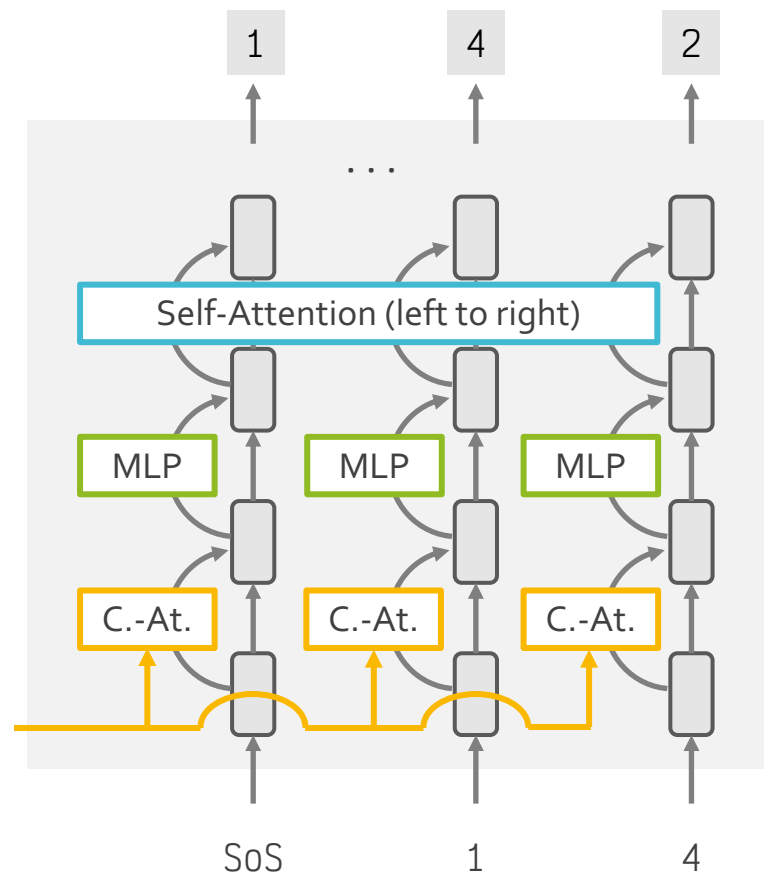 1 4 2
. . .
Self-Attention (left to right)
MLP MLP MLP
C.-At. C.-At. C.-At.
SoS 1 4